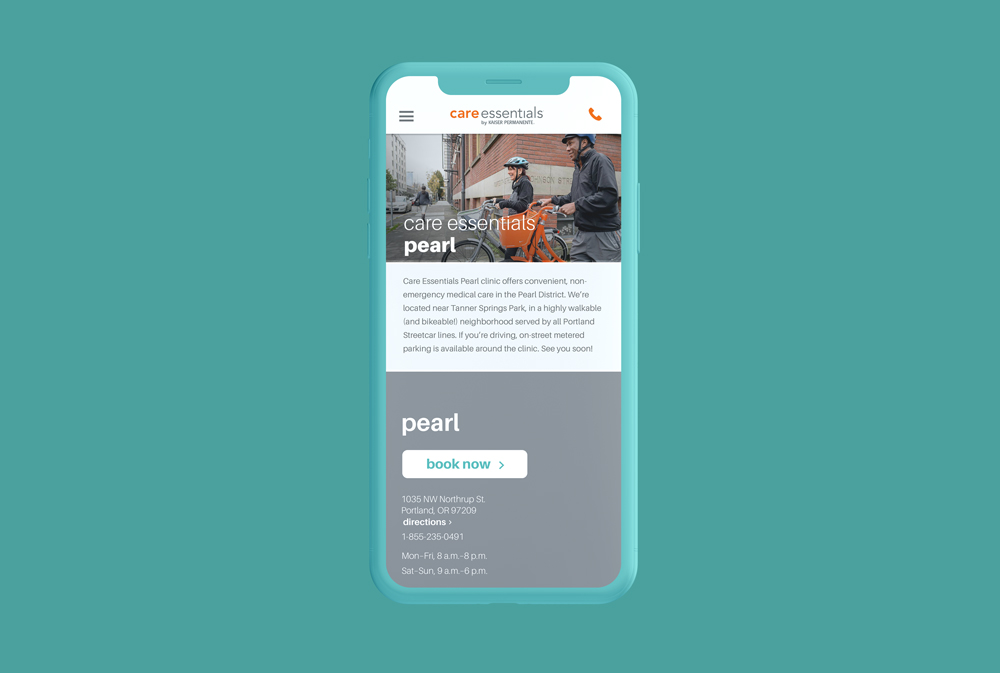 care essentials
by KAISER PERMANENTE.
care essentials
pearl
Care Essentials Pearl clinic offers convenient, non-
emergency medical care in the Pearl District. We're
located near Tanner Springs Park, in a highly walkable
(and bikeable!) neighborhood served by all Portland
Streetcar lines. If you're driving, on-street metered
parking is available around the clinic. See you soon!
pearl
book now >
1035 NW Northrup St.
Portland, OR 97209
directions >
1-855-235-0491
Mon–Fri, 8 a.m.–8 p.m.
Sat–Sun, 9 a.m.–6 p.m.